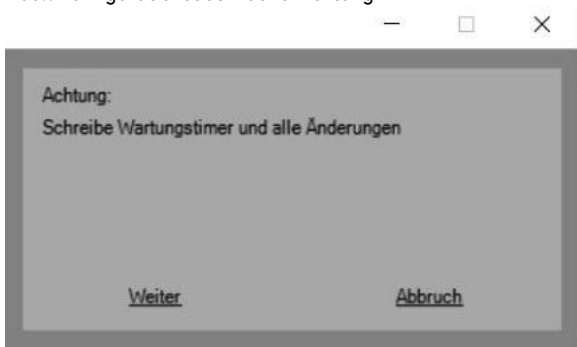 Achtung:
Schreibe Wartungstimer und alle Änderungen
Weiter Abbruch